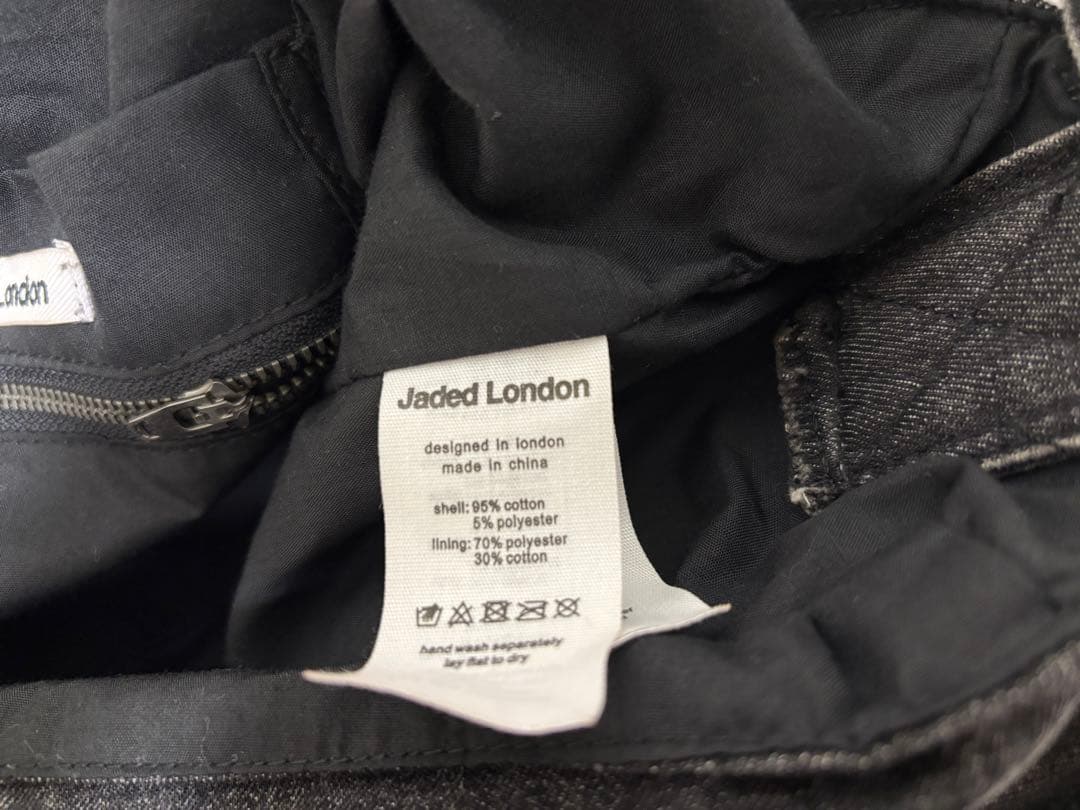 London
Jaded London
designed in london
made in china
shell: 95% cotton
5% polyester
lining: 70% polyester
30% cotton
hand wash separately
lay flat to dry